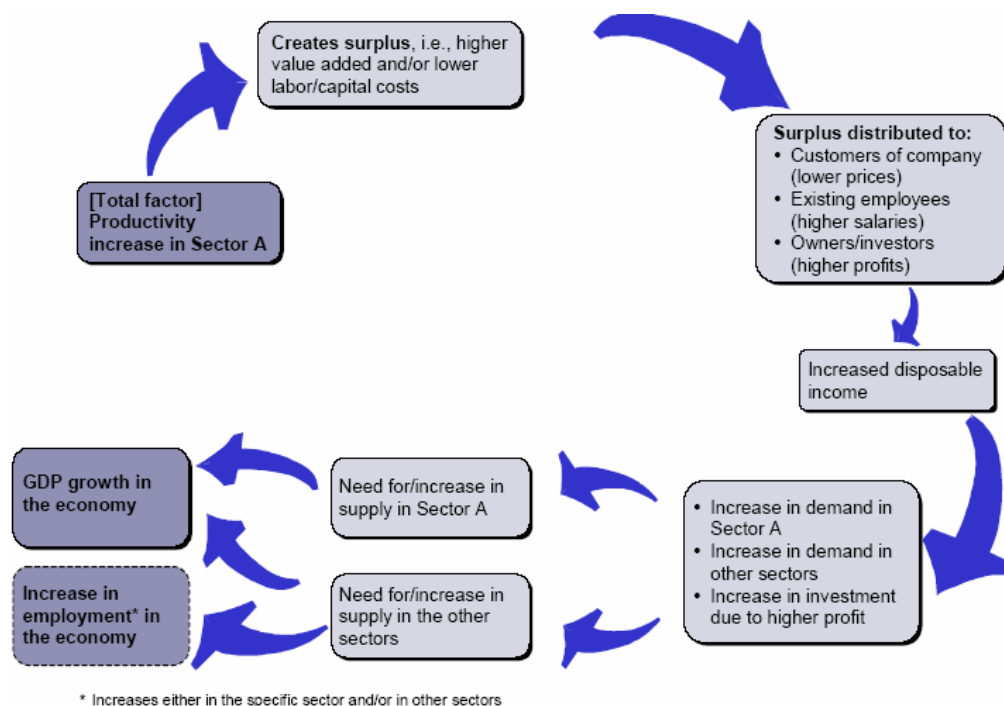 Creates surplus, i.e., higher
value added and/or lower
labor/capital costs
[Total factor]
Productivity
increase in Sector A
Surplus distributed to:
• Customers of company
(lower prices)
• Existing employees
(higher salaries)
• Owners/investors
(higher profits)
Increased disposable
income
• Increase in demand in
Sector A
• Increase in demand in
other sectors
• Increase in investment
due to higher profit
Need for/increase in
supply in Sector A
Need for/increase in
supply in the other
sectors
GDP growth in
the economy
Increase in
employment* in
the economy
* Increases either in the specific sector and/or in other sectors